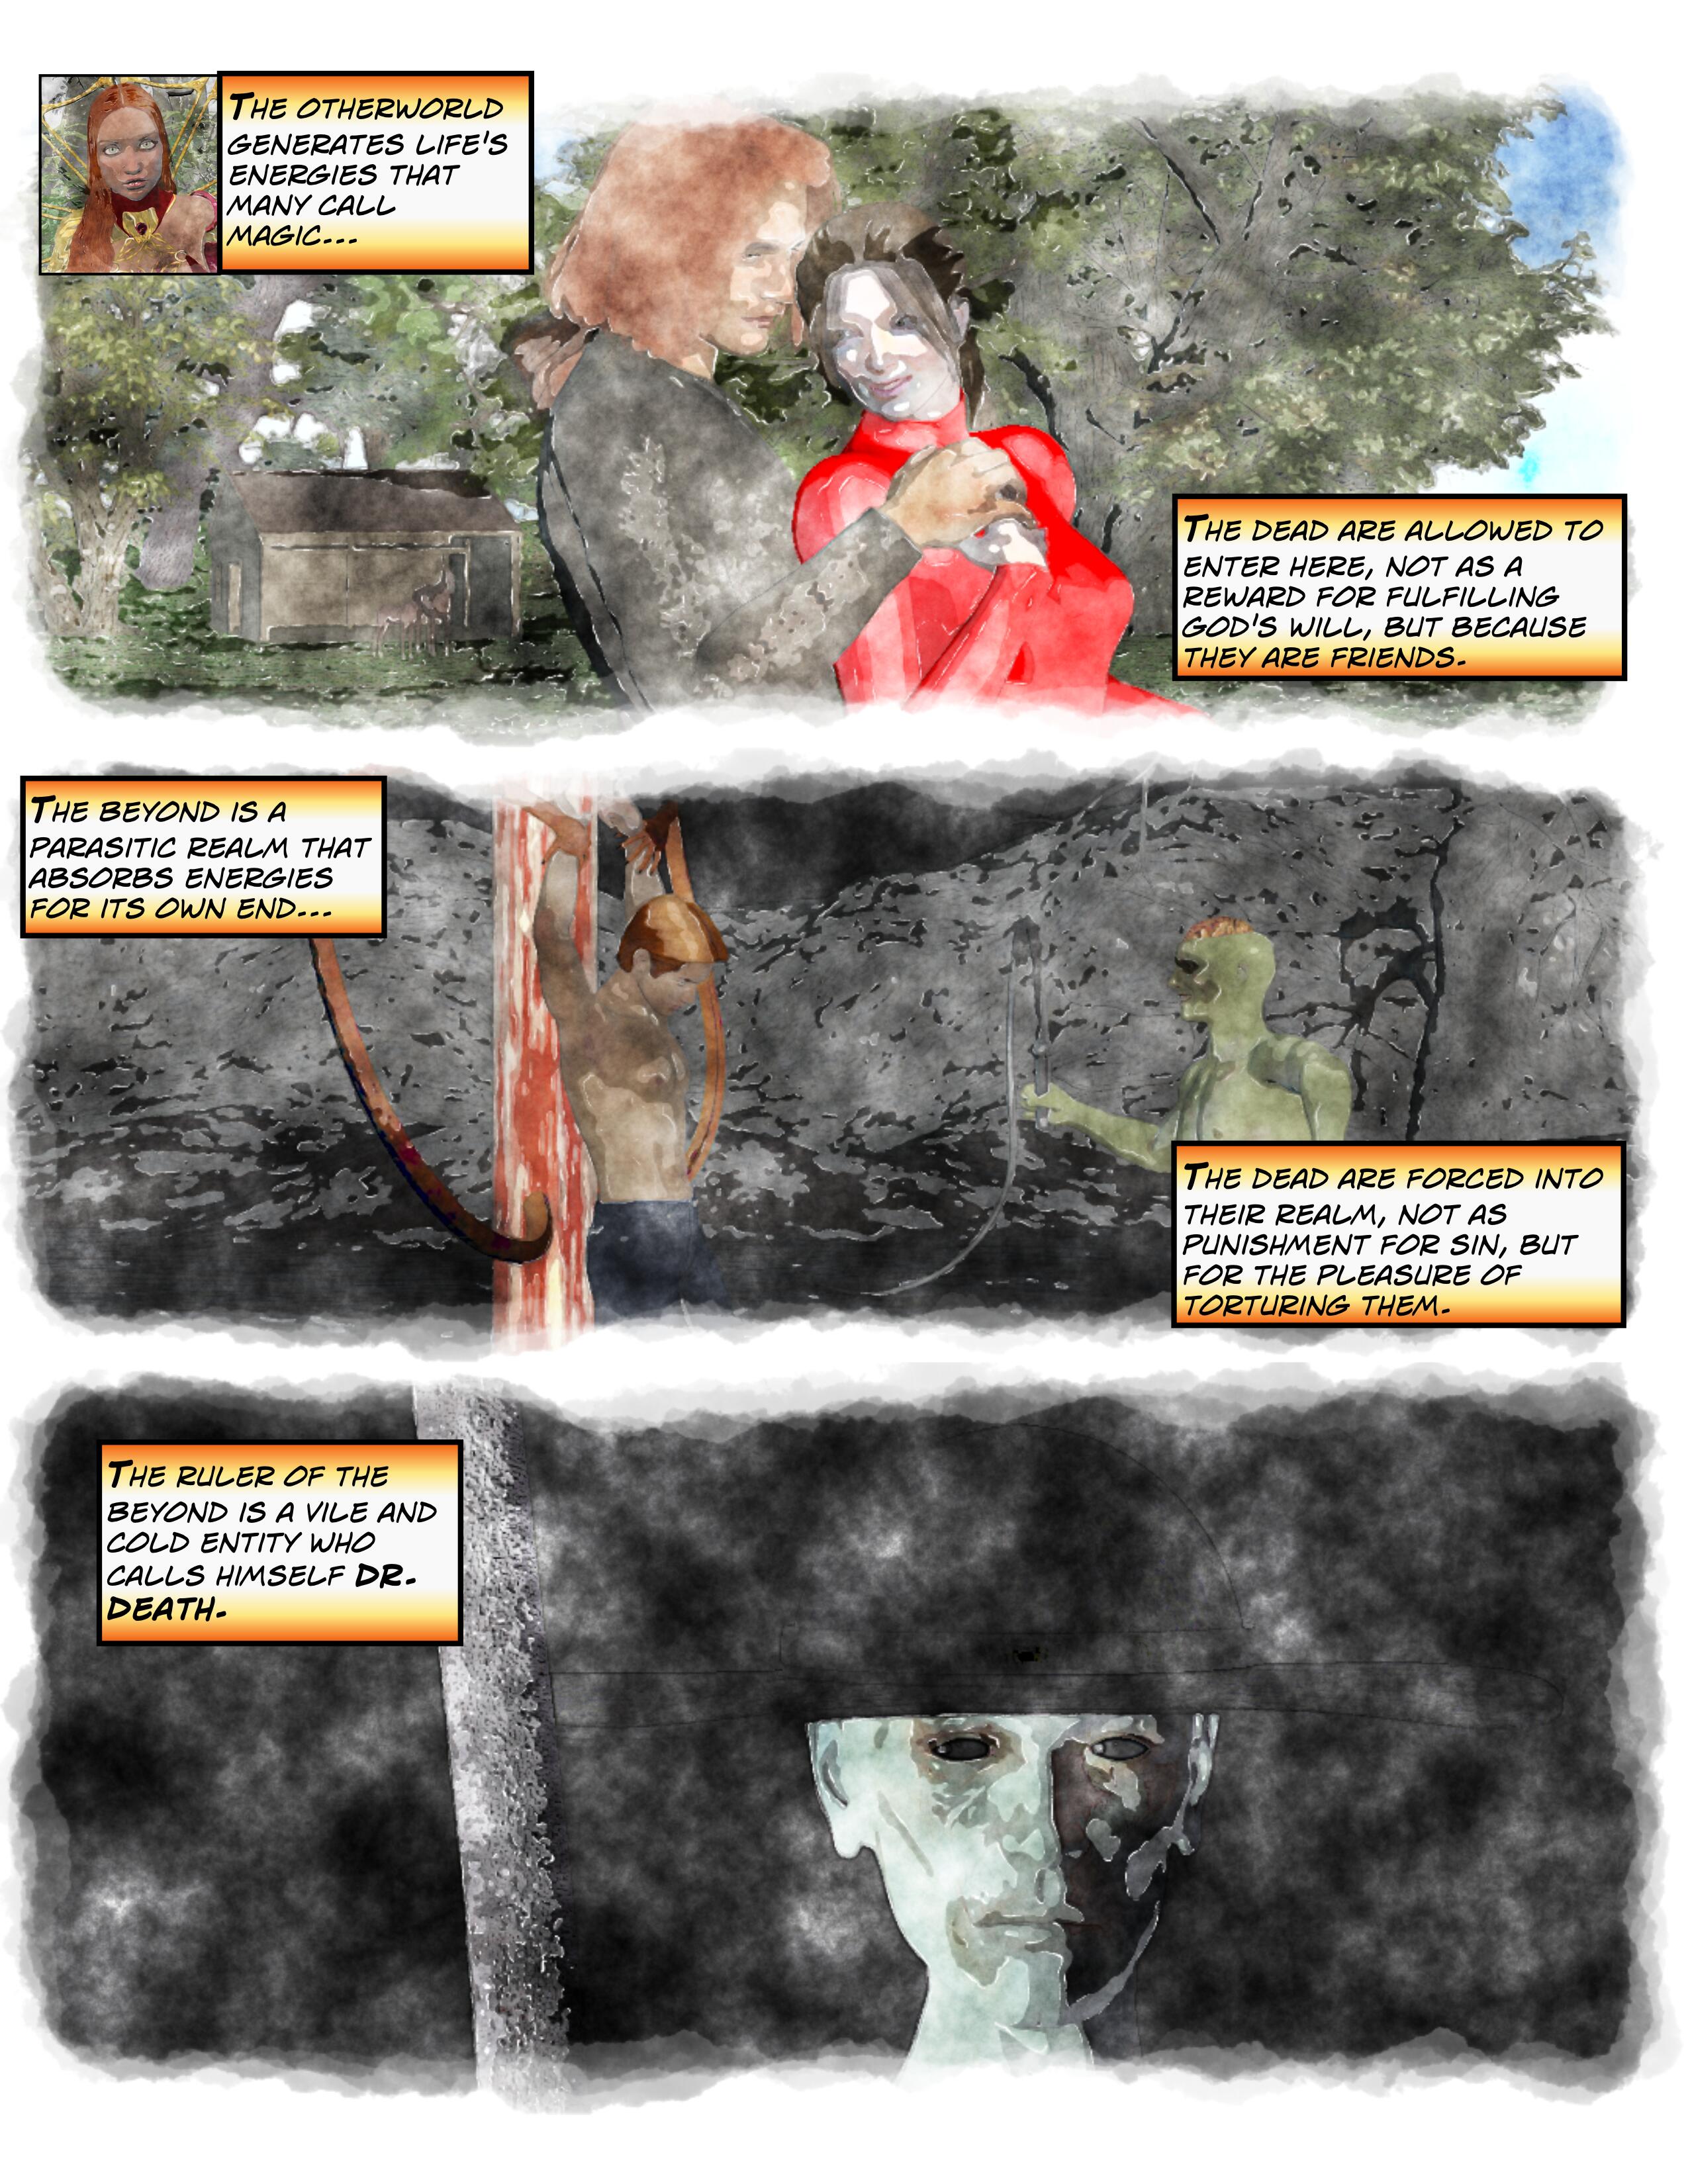 THE OTHERWORLD
GENERATES LIFE'S
ENERGIES THAT
MANY CALL
MAGIC...
THE DEAD ARE ALLOWED TO
ENTER HERE, NOT AS A
REWARD FOR FULFILLING
GOD'S WILL, BUT BECAUSE
THEY ARE FRIENDS.
THE BEYOND IS A
PARASITIC REALM THAT
ABSORBS ENERGIES
FOR ITS OWN END...
THE DEAD ARE FORCED INTO
THEIR REALM, NOT AS
PUNISHMENT FOR SIN, BUT
FOR THE PLEASURE OF
TORTURING THEM.
THE RULER OF THE
BEYOND IS A VILE AND
COLD ENTITY WHO
CALLS HIMSELF DR.
DEATH.